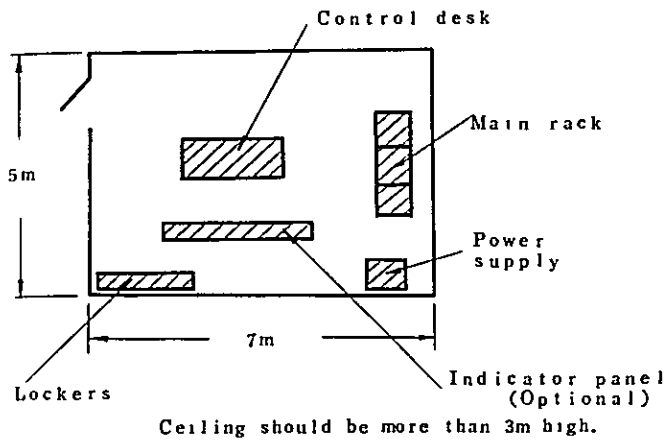 Control desk
Main rack
5m
Power
supply
7m
Lockers
Indicator panel
(Optional)
Ceiling should be more than 3m high.